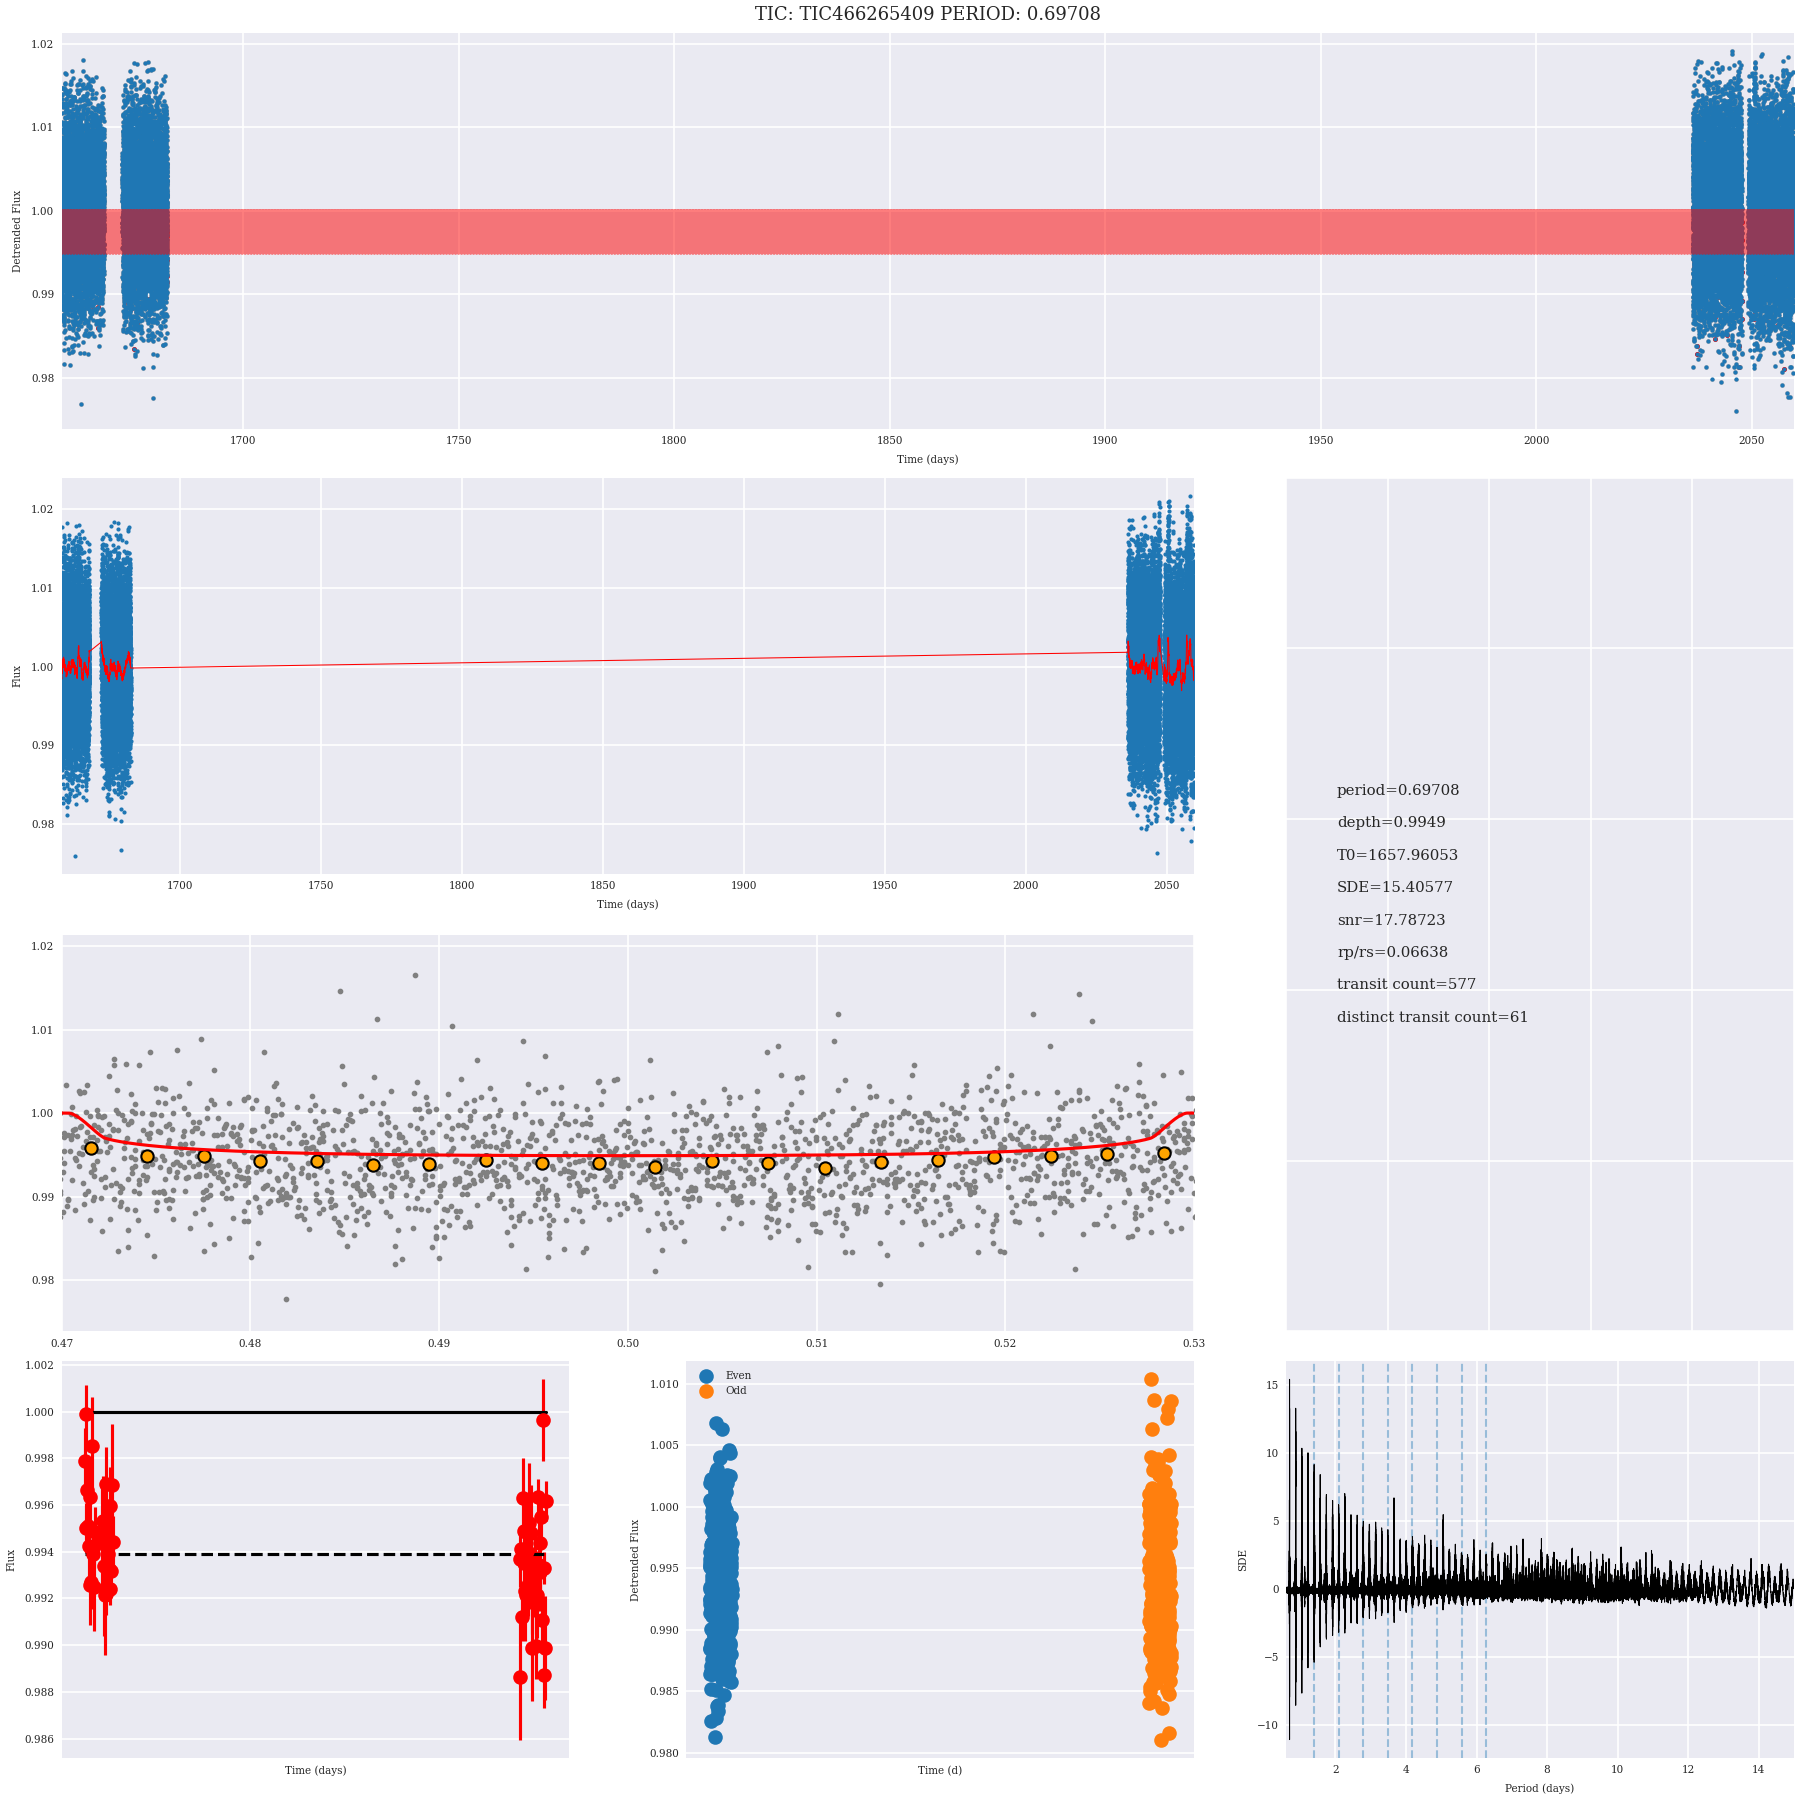 TIC: TIC466265409 PERIOD: 0.69708
1.02
1.01
1.00
0.99
0.98
Detrended Flux
1700 1750 1800 1850 1900 1950 2000 2050
Time (days)
1.02
1.01
1.00
0.99
0.98
Flux
1700 1750 1800 1850 1900 1950 2000 2050
Time (days)
period=0.69708
depth=0.9949
T0=1657.96053
SDE=15.40577
snr=17.78723
rp/rs=0.06638
transit count=577
distinct transit count=61
1.02
1.01
1.00
0.99
0.98
0.47 0.48 0.49 0.50 0.51 0.52 0.53
1.002
1.000
0.998
0.996
0.994
0.992
0.990
0.988
0.986
Flux
Time (days)
Even
Odd
1.010
1.005
1.000
0.995
0.990
0.985
0.980
Detrended Flux
Time (d)
15
10
5
0
−5
−10
SDE
2 4 6 8 10 12 14
Period (days)